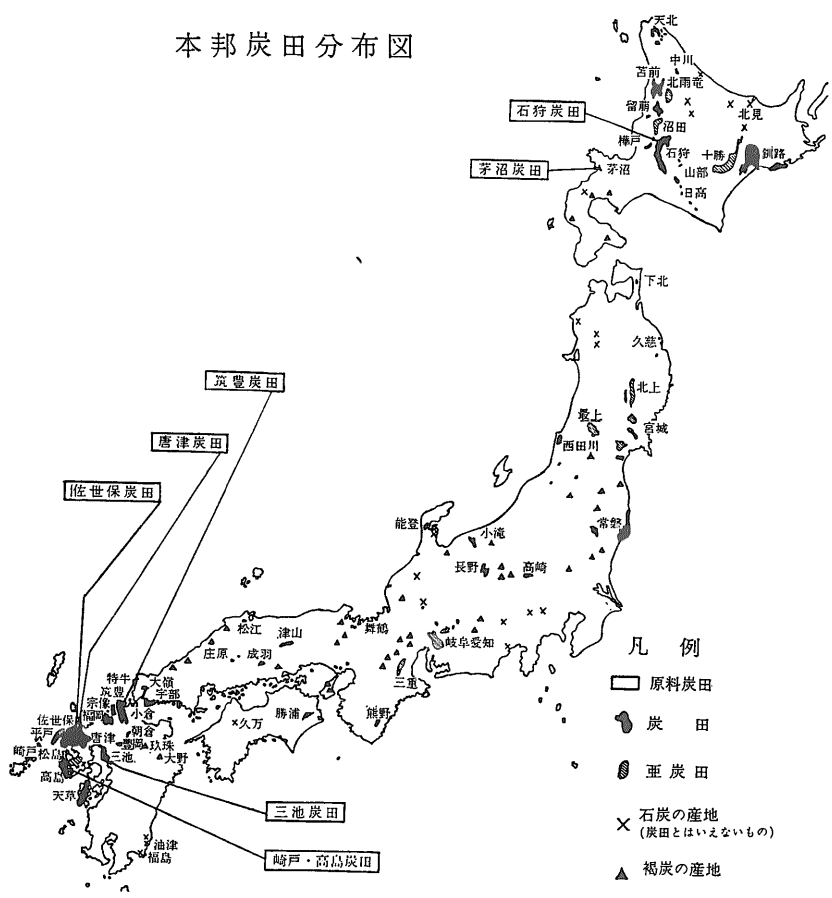 本邦炭田分布図
天北
中川
苫前
北雨竜
留萌
北見
石狩炭田
沼田
樺戸
石狩
十勝
釧路
茅沼炭田
茅沼
山部
日高
下北
久慈
筑豊炭田
北上
最上
宮城
唐津炭田
西田川
佐世保炭田
能登
小滝
常磐
長野
高崎
松江
津山
舞鶴
岐阜愛知
庄原
成羽
三重
凡例
特牛
大嶺
筑豊
宇部
宗像
福岡
小倉
久万
勝浦
熊野
原料炭田
佐世保
唐津
朝倉
炭田
平戸
豊岡
玖珠
崎戸松島
三池
大野
高島
亜炭田
天草
三池炭田
石炭の産地
(炭田とはいえないもの)
油津
福島
崎戸・高島炭田
褐炭の産地